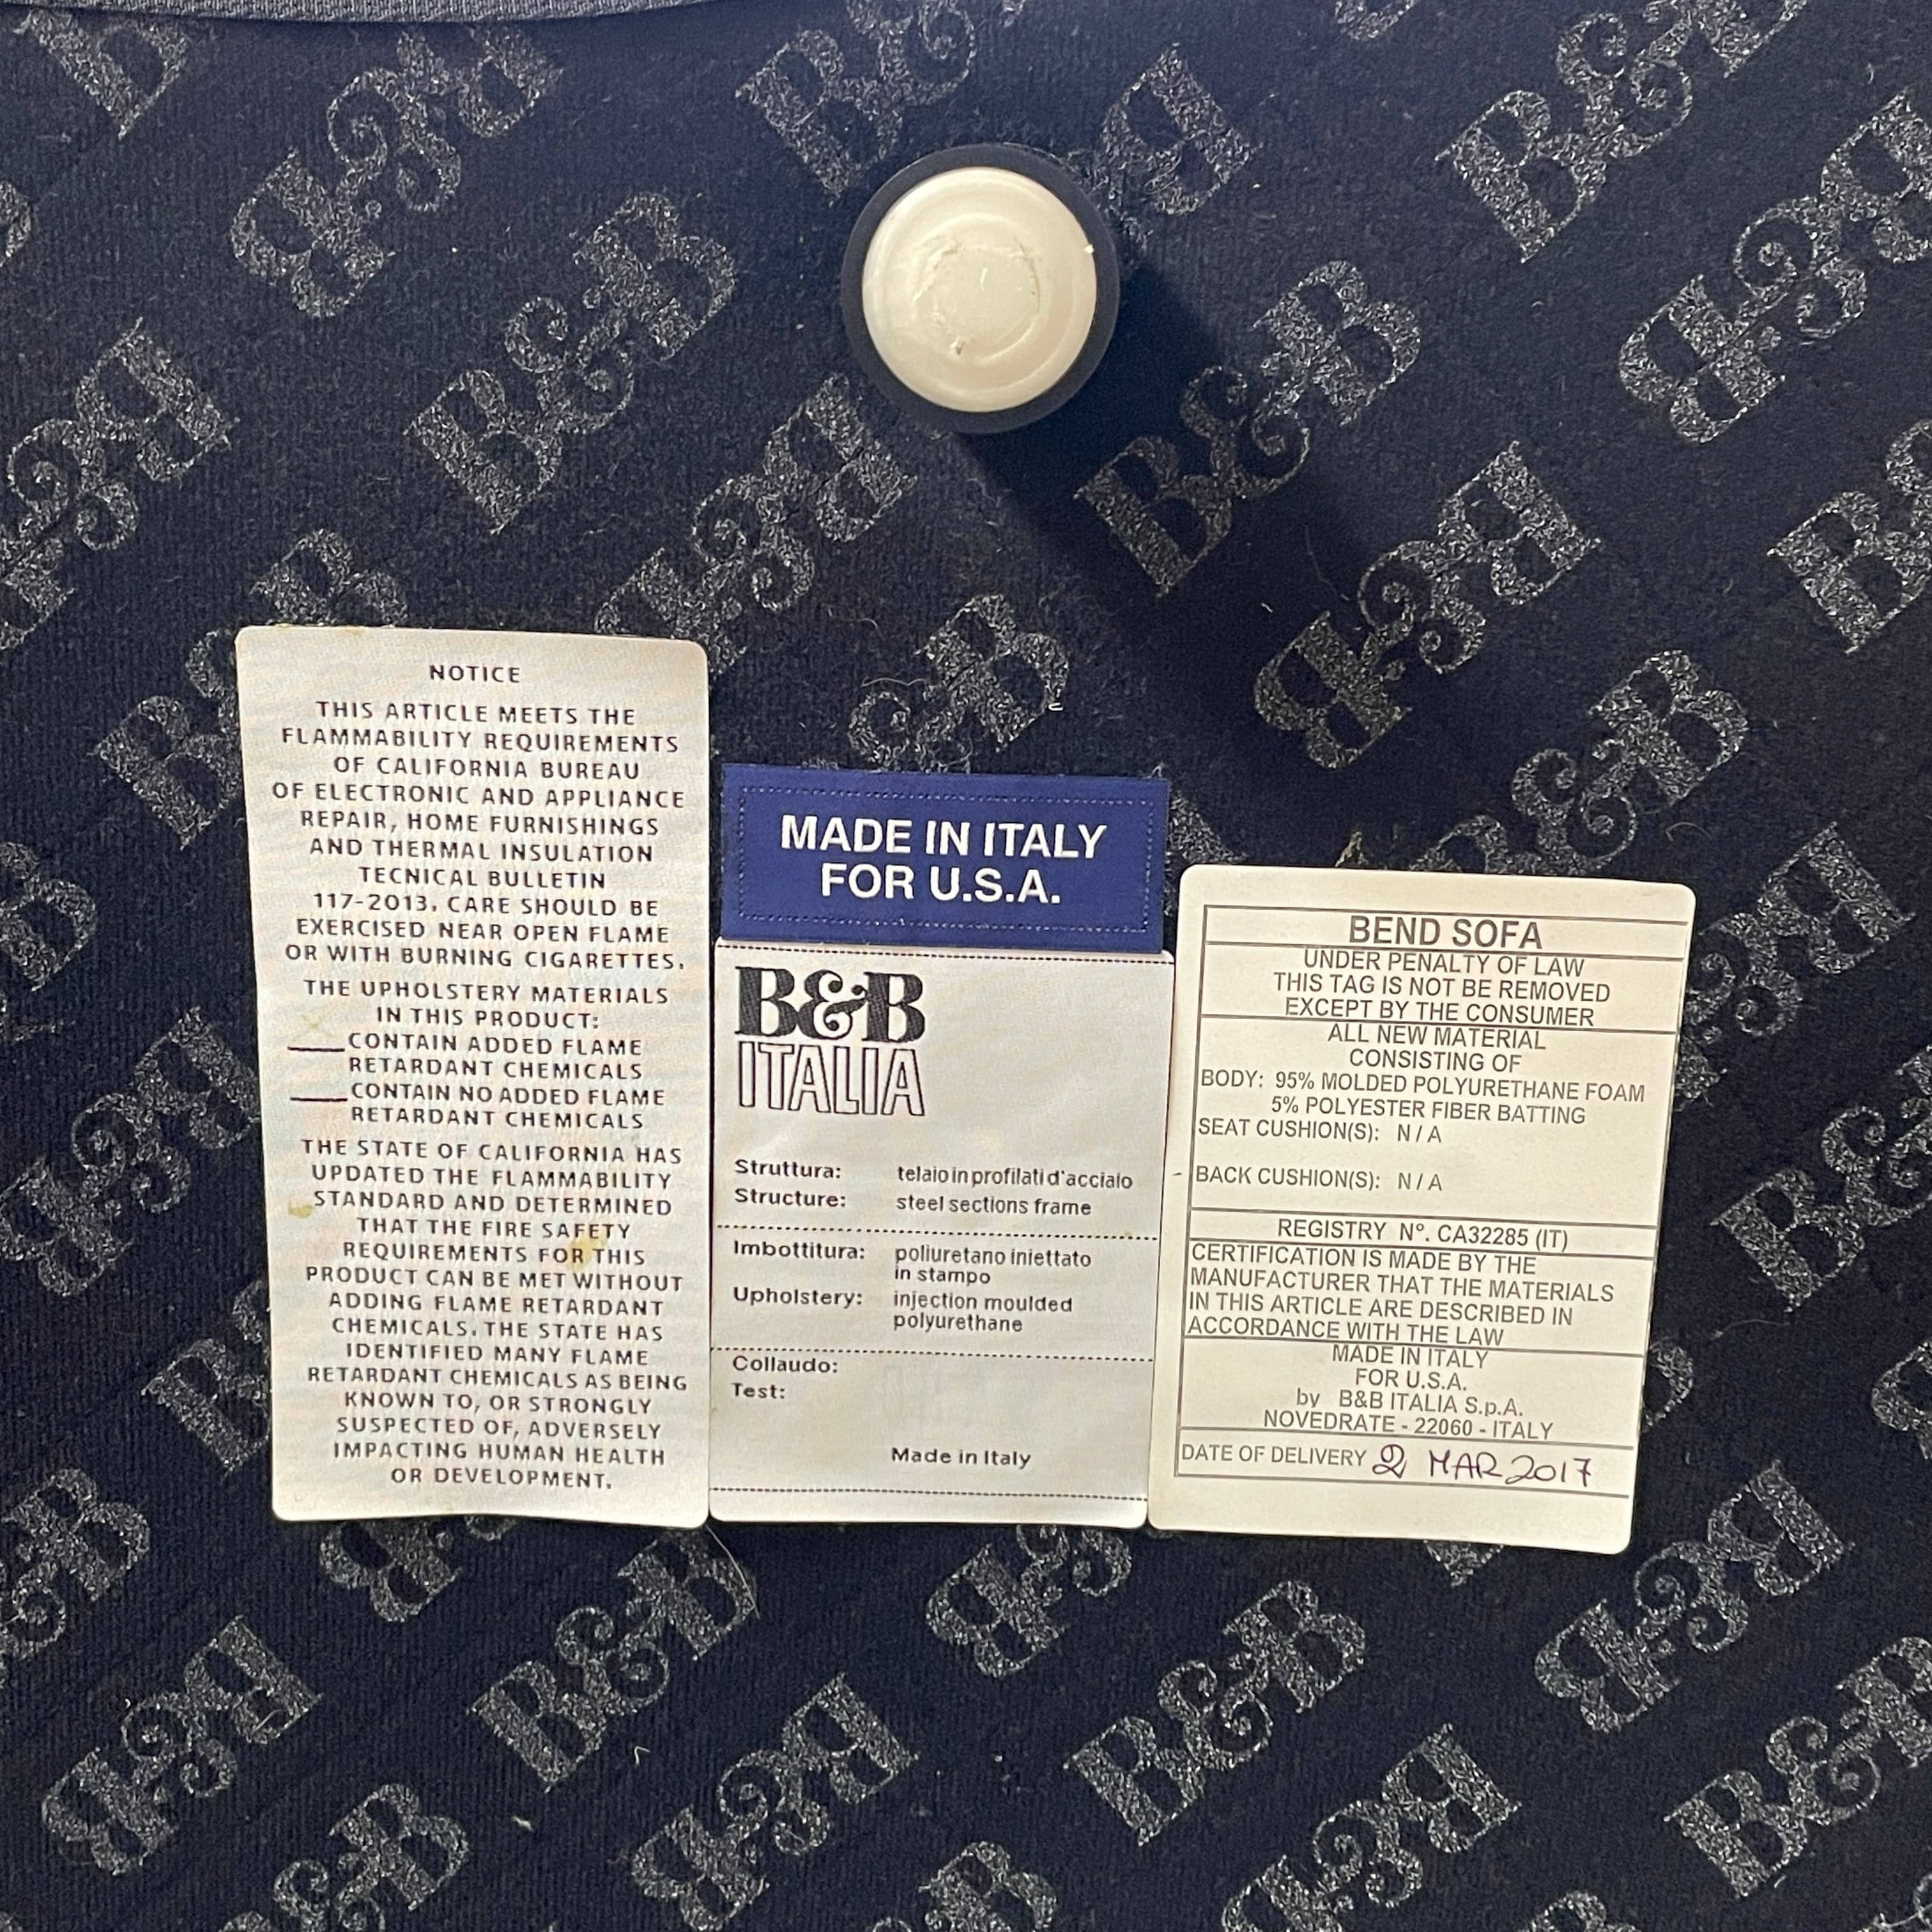 NOTICE
THIS ARTICLE MEETS THE
FLAMMABILITY REQUIREMENTS
OF CALIFORNIA BUREAU
OF ELECTRONIC AND APPLIANCE
REPAIR, HOME FURNISHINGS
AND THERMAL INSULATION
TECNICAL BULLETIN
117-2013. CARE SHOULD BE
EXERCISED NEAR OPEN FLAME
OR WITH BURNING CIGARETTES.
THE UPHOLSTERY MATERIALS
IN THIS PRODUCT:
____CONTAIN ADDED FLAME
RETARDANT CHEMICALS
____CONTAIN NO ADDED FLAME
RETARDANT CHEMICALS
THE STATE OF CALIFORNIA HAS
UPDATED THE FLAMMABILITY
STANDARD AND DETERMINED
THAT THE FIRE SAFETY
REQUIREMENTS FOR THIS
PRODUCT CAN BE MET WITHOUT
ADDING FLAME RETARDANT
CHEMICALS. THE STATE HAS
IDENTIFIED MANY FLAME
RETARDANT CHEMICALS AS BEING
KNOWN TO, OR STRONGLY
SUSPECTED OF, ADVERSELY
IMPACTING HUMAN HEALTH
OR DEVELOPMENT.
MADE IN ITALY
FOR U.S.A.
B&B
ITALIA
Struttura: telaio in profilati d'acciaio
Structure: steel sections frame
Imbottitura: poliuretano iniettato
in stampo
Upholstery: injection moulded
polyurethane
Collaudo:
Test:
Made in Italy
BEND SOFA
UNDER PENALTY OF LAW
THIS TAG IS NOT BE REMOVED
EXCEPT BY THE CONSUMER
ALL NEW MATERIAL
CONSISTING OF
BODY: 95% MOLDED POLYURETHANE FOAM
5% POLYESTER FIBER BATTING
SEAT CUSHION(S): N / A
BACK CUSHION(S): N / A
REGISTRY N°. CA32285 (IT)
CERTIFICATION IS MADE BY THE
MANUFACTURER THAT THE MATERIALS
IN THIS ARTICLE ARE DESCRIBED IN
ACCORDANCE WITH THE LAW
MADE IN ITALY
FOR U.S.A.
by B&B ITALIA S.p.A.
NOVEDRATE - 22060 - ITALY
DATE OF DELIVERY 2 MAR 2017